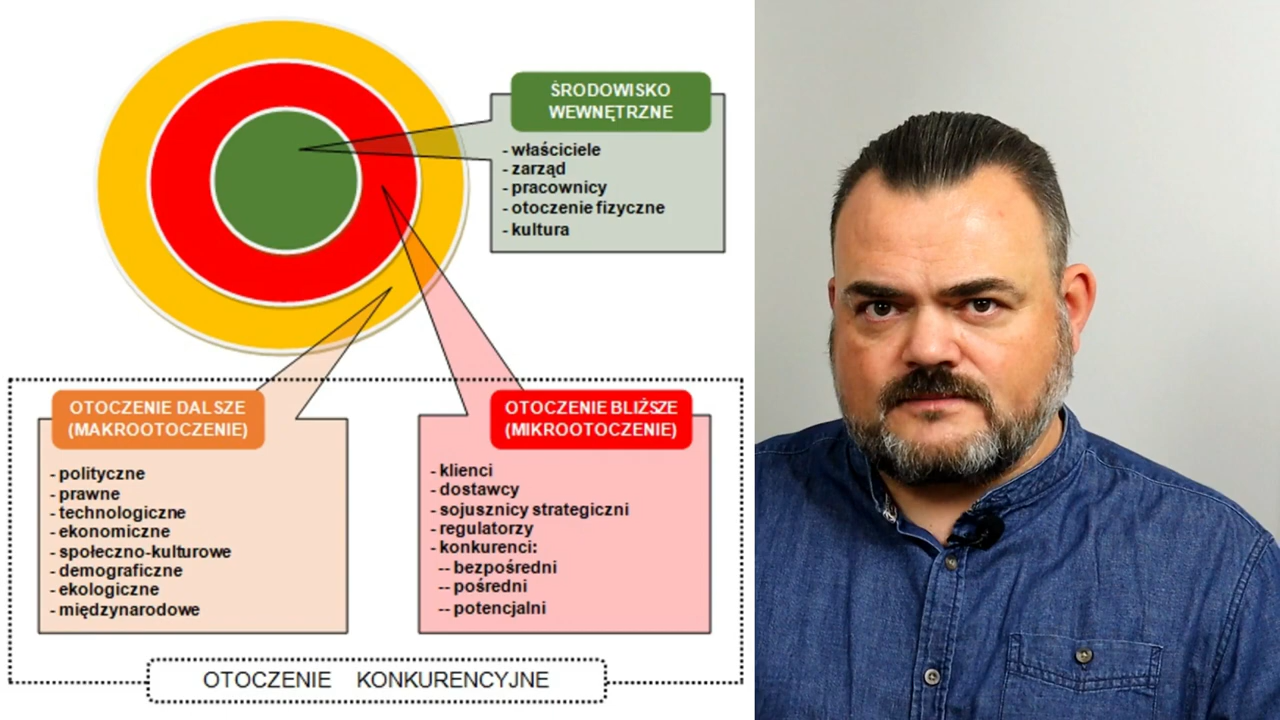 ŚRODOWISKO
WEWNĘTRZNE
- właściciele
- zarząd
- pracownicy
- otoczenie fizyczne
- kultura
OTOCZENIE DALSZE
(MAKROOTOCZENIE)
- polityczne
- prawne
- technologiczne
- ekonomiczne
- społeczno-kulturowe
- demograficzne
- ekologiczne
- międzynarodowe
OTOCZENIE BLIŻSZE
(MIKROOTOCZENIE)
- klienci
- dostawcy
- sojusznicy strategiczni
- regulatorzy
- konkurenci:
-- bezpośredni
-- pośredni
-- potencjalni
OTOCZENIE KONKURENCYJNE